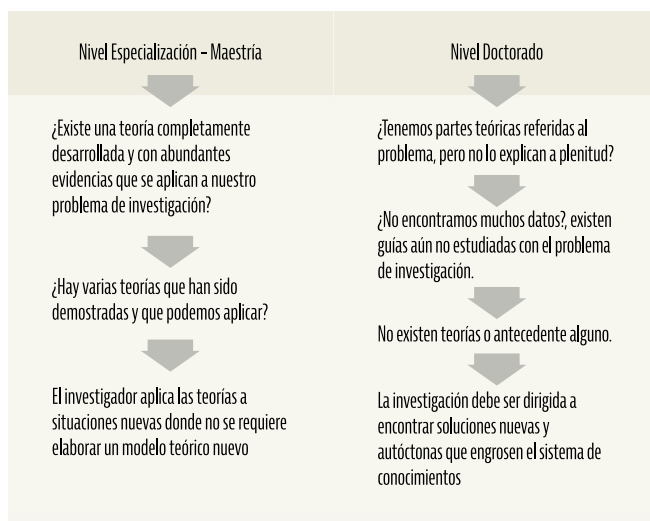 Nivel Especialización – Maestría
¿Existe una teoría completamente
desarrollada y con abundantes
evidencias que se aplican a nuestro
problema de investigación?
¿Hay varias teorías que han sido
demostradas y que podemos aplicar?
El investigador aplica las teorías a
situaciones nuevas donde no se requiere
elaborar un modelo teórico nuevo
Nivel Doctorado
¿Tenemos partes teóricas referidas al
problema, pero no lo explican a plenitud?
¿No encontramos muchos datos?, existen
guías aún no estudiadas con el problema
de investigación.
No existen teorías o antecedente alguno.
La investigación debe ser dirigida a
encontrar soluciones nuevas y
autóctonas que engrosen el sistema de
conocimientos